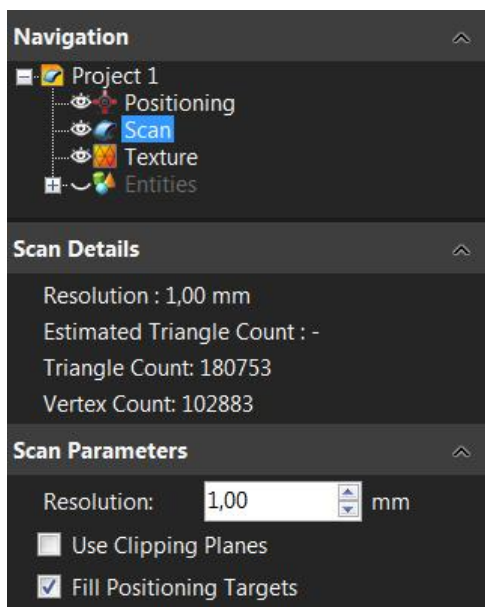 Navigation
Project 1
Positioning
Scan
Texture
Entities
Scan Details
Resolution : 1,00 mm
Estimated Triangle Count : -
Triangle Count: 180753
Vertex Count: 102883
Scan Parameters
Resolution: 1,00 mm
Use Clipping Planes
Fill Positioning Targets